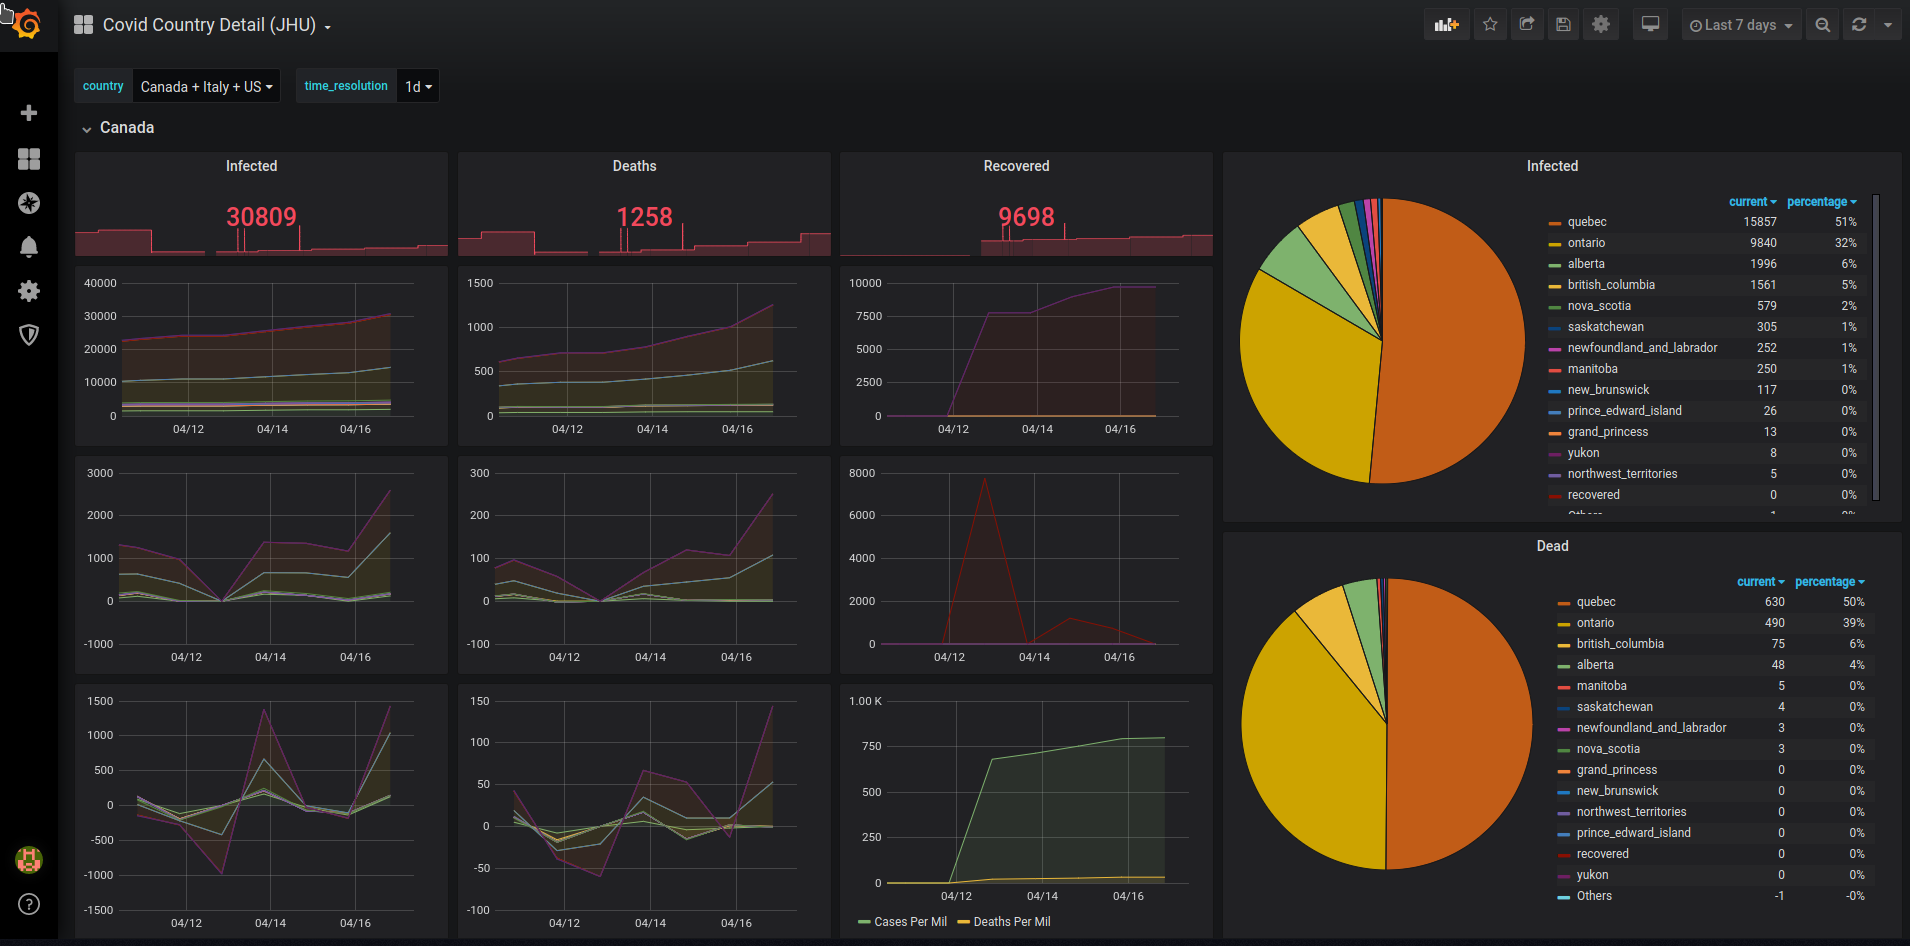 Covid Country Detail (JHU)
Last 7 days
country Canada + Italy + US time_resolution 1d
Canada
Infected
30809
Deaths
1258
Recovered
9698
40000
30000
20000
10000
0
04/12 04/14 04/16
1500
1000
500
0
04/12 04/14 04/16
10000
7500
5000
2500
0
04/12 04/14 04/16
3000
2000
1000
0
-1000
04/12 04/14 04/16
300
200
100
0
-100
04/12 04/14 04/16
8000
6000
4000
2000
0
04/12 04/14 04/16
1500
1000
500
0
-500
-1000
-1500
04/12 04/14 04/16
150
100
50
0
-50
-100
04/12 04/14 04/16
1.00 K
750
500
250
0
04/12 04/14 04/16
Cases Per Mil Deaths Per Mil
Infected
current percentage
quebec 15857 51%
ontario 9840 32%
alberta 1996 6%
british_columbia 1561 5%
nova_scotia 579 2%
saskatchewan 305 1%
newfoundland_and_labrador 252 1%
manitoba 250 1%
new_brunswick 117 0%
prince_edward_island 26 0%
grand_princess 13 0%
yukon 8 0%
northwest_territories 5 0%
recovered 0 0%
Dead
current percentage
quebec 630 50%
ontario 490 39%
british_columbia 75 6%
alberta 48 4%
manitoba 5 0%
saskatchewan 4 0%
newfoundland_and_labrador 3 0%
nova_scotia 3 0%
grand_princess 0 0%
new_brunswick 0 0%
northwest_territories 0 0%
prince_edward_island 0 0%
recovered 0 0%
yukon 0 0%
Others -1 -0%